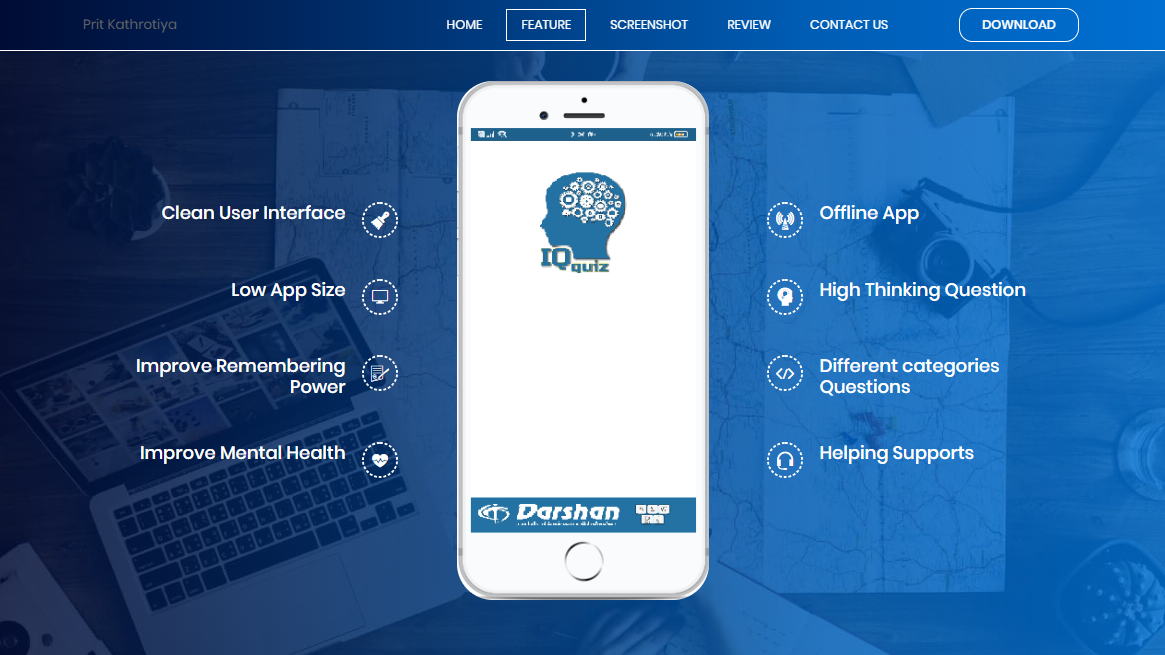 Prit Kathrotiya
HOME
FEATURE
SCREENSHOT
REVIEW
CONTACT US
DOWNLOAD
Clean User Interface
Low App Size
Improve Remembering
Power
Improve Mental Health
IQ
quiz
Darshan
Offline App
High Thinking Question
Different categories
Questions
Helping Supports